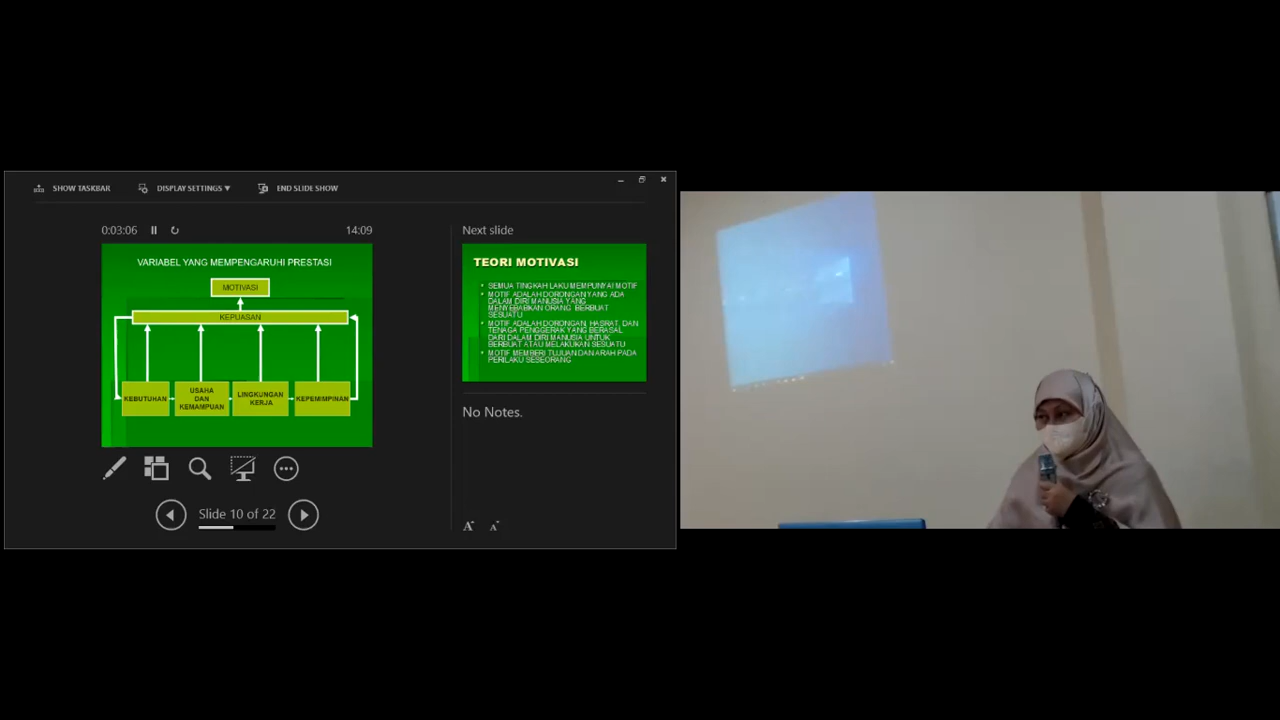 SHOW TASKBAR
DISPLAY SETTINGS
END SLIDE SHOW
0:03:06
14:09
VARIABEL YANG MEMPENGARUHI PRESTASI
MOTIVASI
KEPUASAN
KEBUTUHAN
USAHA
DAN
KEMAMPUAN
LINGKUNGAN
KERJA
KEPEMIMPINAN
Slide 10 of 22
Next slide
TEORI MOTIVASI
• SEMUA TINGKAH LAKU MEMPUNYAI MOTIF
• MOTIF ADALAH DORONGAN YANG ADA
DALAM DIRI MANUSIA YANG
MENYEBABKAN ORANG BERBUAT
SESUATU
• MOTIF ADALAH DORONGAN, HASRAT, DAN
TENAGA PENGGERAK YANG BERASAL
DARI DALAM DIRI MANUSIA UNTUK
BERBUAT ATAU MELAKUKAN SESUATU
• MOTIF MEMBERI TUJUAN DAN ARAH PADA
PERILAKU SESEORANG
No Notes.
A A